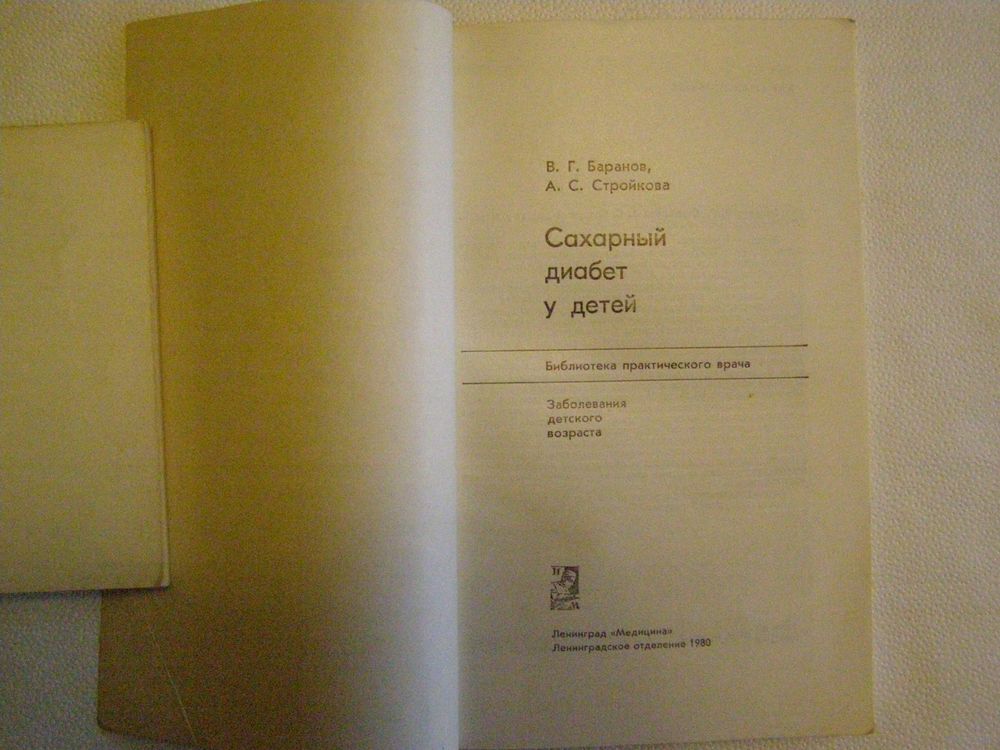 В. Г. Баранов,
А. С. Стройкова
Сахарный
диабет
у детей
Библиотека практического врача
Заболевания
детского
возраста
Ленинград «Медицина»
Ленинградское отделение 1980